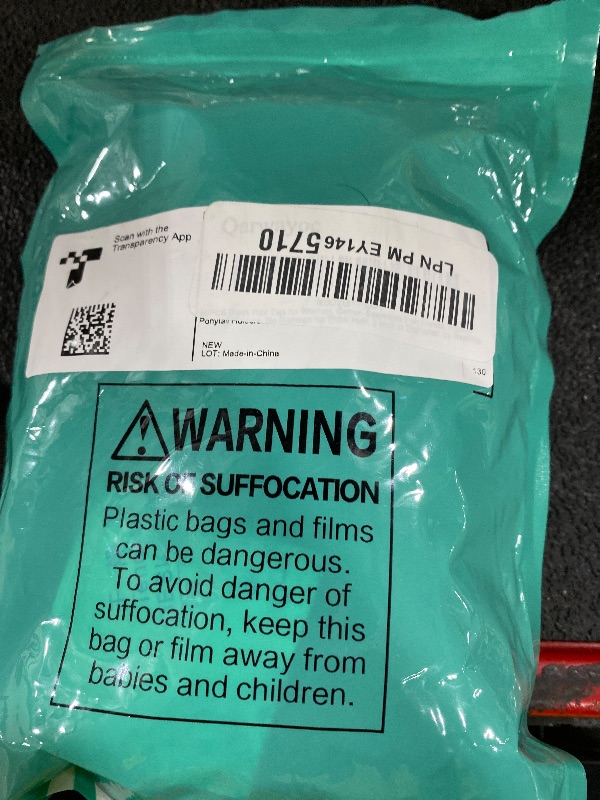 Scan with the
Transparency App
LPN PM EY1465710
NEW
LOT: Made-in-China
130
WARNING
RISK OF SUFFOCATION
Plastic bags and films
can be dangerous.
To avoid danger of
suffocation, keep this
bag or film away from
babies and children.